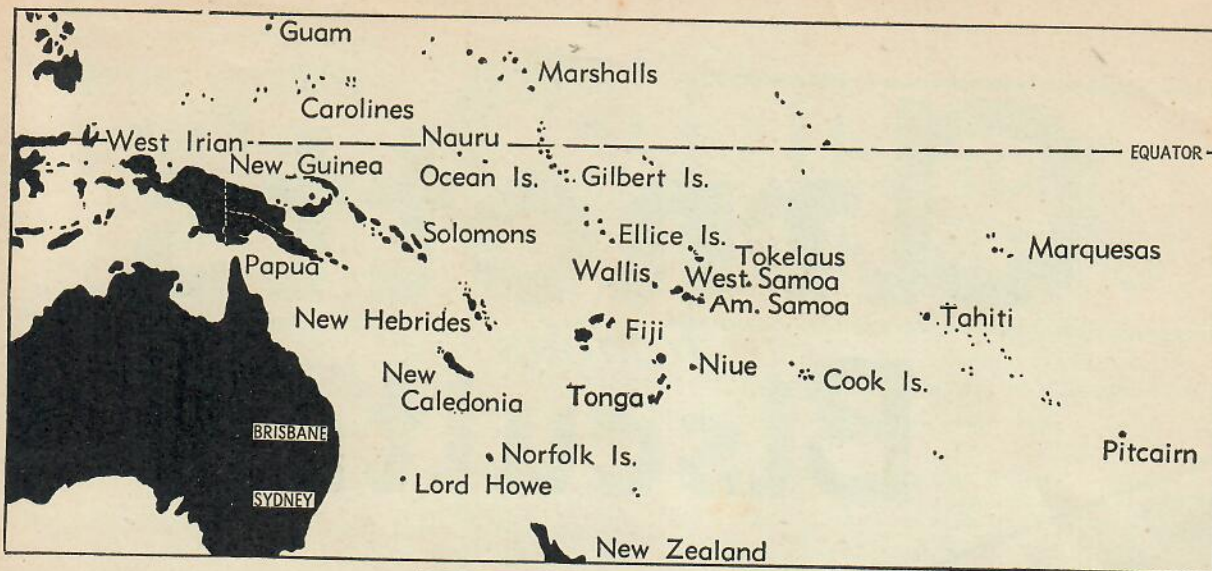 Guam
Marshalls
Carolines
West Irian
Nauru
EQUATOR
New Guinea
Ocean Is.
Gilbert Is.
Solomons
Ellice Is.
Tokelaus
Marquesas
Papua
Wallis
West Samoa
Am. Samoa
New Hebrides
Fiji
Tahiti
Niue
New
Caledonia
Tonga
Cook Is.
BRISBANE
Norfolk Is.
Pitcairn
Lord Howe
SYDNEY
New Zealand